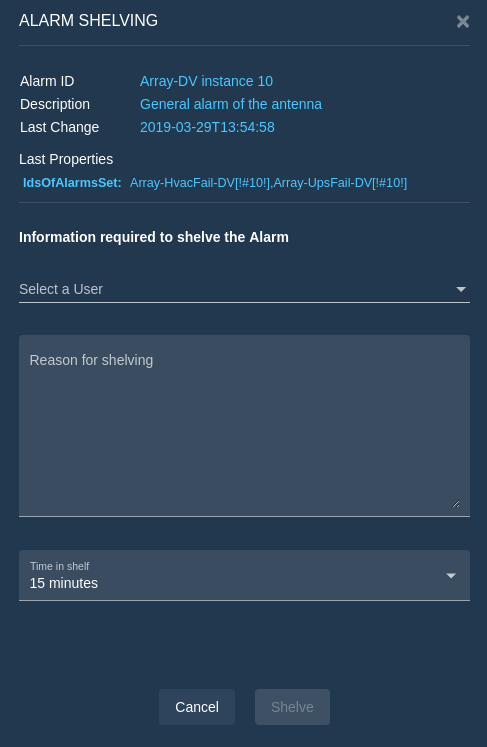 ALARM SHELVING
Alarm ID Array-DV instance 10
Description General alarm of the antenna
Last Change 2019-03-29T13:54:58
Last Properties
IdsOfAlarmsSet: Array-HvacFail-DV[!#10!],Array-UpsFail-DV[!#10!]
Information required to shelve the Alarm
Select a User
Reason for shelving
Time in shelf
15 minutes
Cancel Shelve